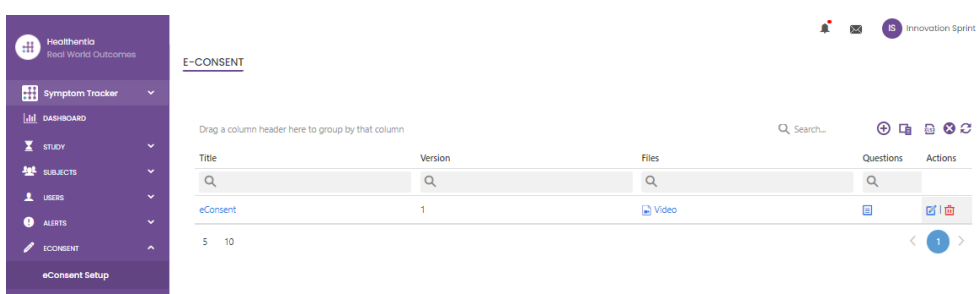 Healthentia
Real World Outcomes
Symptom Tracker
DASHBOARD
STUDY
SUBJECTS
USERS
ALERTS
ECONSENT
eConsent Setup
IS Innovation Sprint
E-CONSENT
Drag a column header here to group by that column
Search...
Title Version Files Questions Actions
eConsent 1 Video
5 10
1